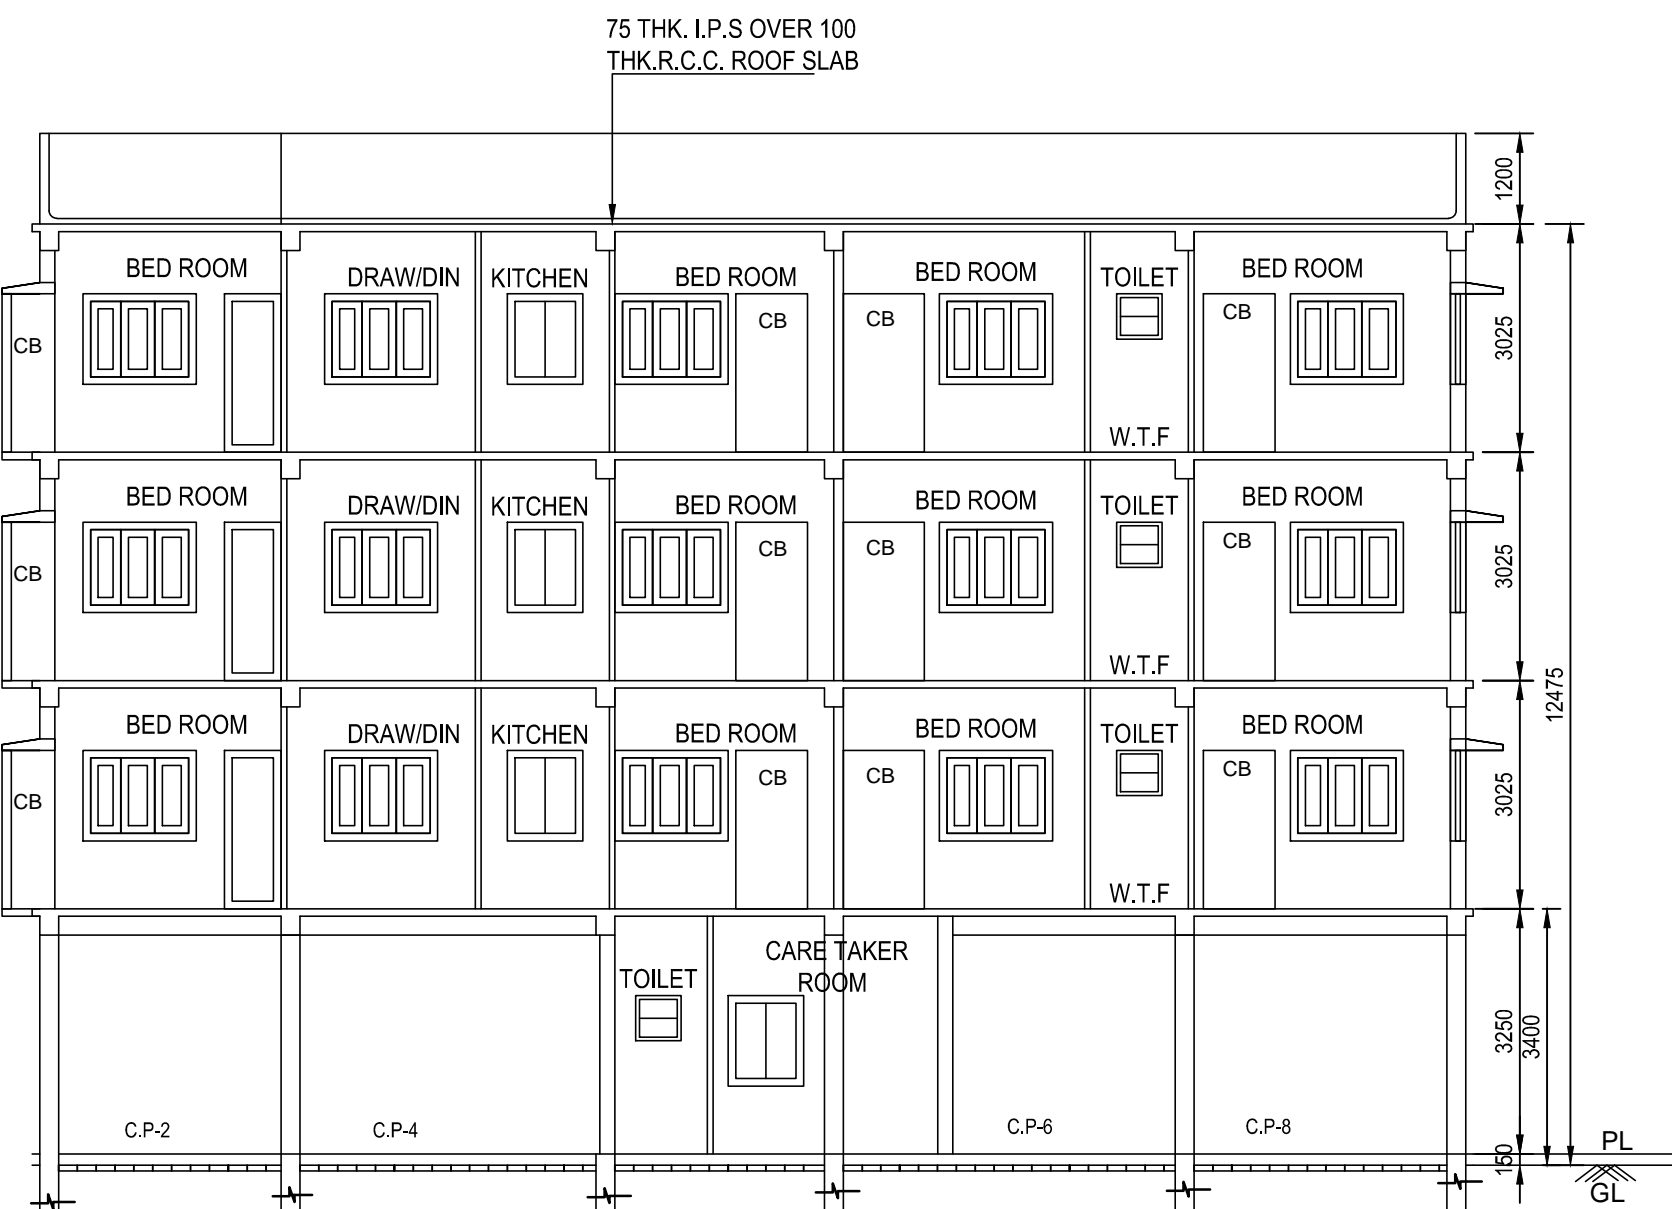 75 THK. I.P.S OVER 100
THK.R.C.C. ROOF SLAB
1200
BED ROOM
DRAW/DIN
KITCHEN
BED ROOM
BED ROOM
TOILET
BED ROOM
CB
CB
CB
CB
3025
W.T.F
BED ROOM
DRAW/DIN
KITCHEN
BED ROOM
BED ROOM
TOILET
BED ROOM
CB
CB
CB
CB
3025
W.T.F
12475
BED ROOM
DRAW/DIN
KITCHEN
BED ROOM
BED ROOM
TOILET
BED ROOM
CB
CB
CB
CB
3025
W.T.F
CARE TAKER
ROOM
TOILET
3250
3400
C.P-2
C.P-4
C.P-6
C.P-8
150
PL
GL